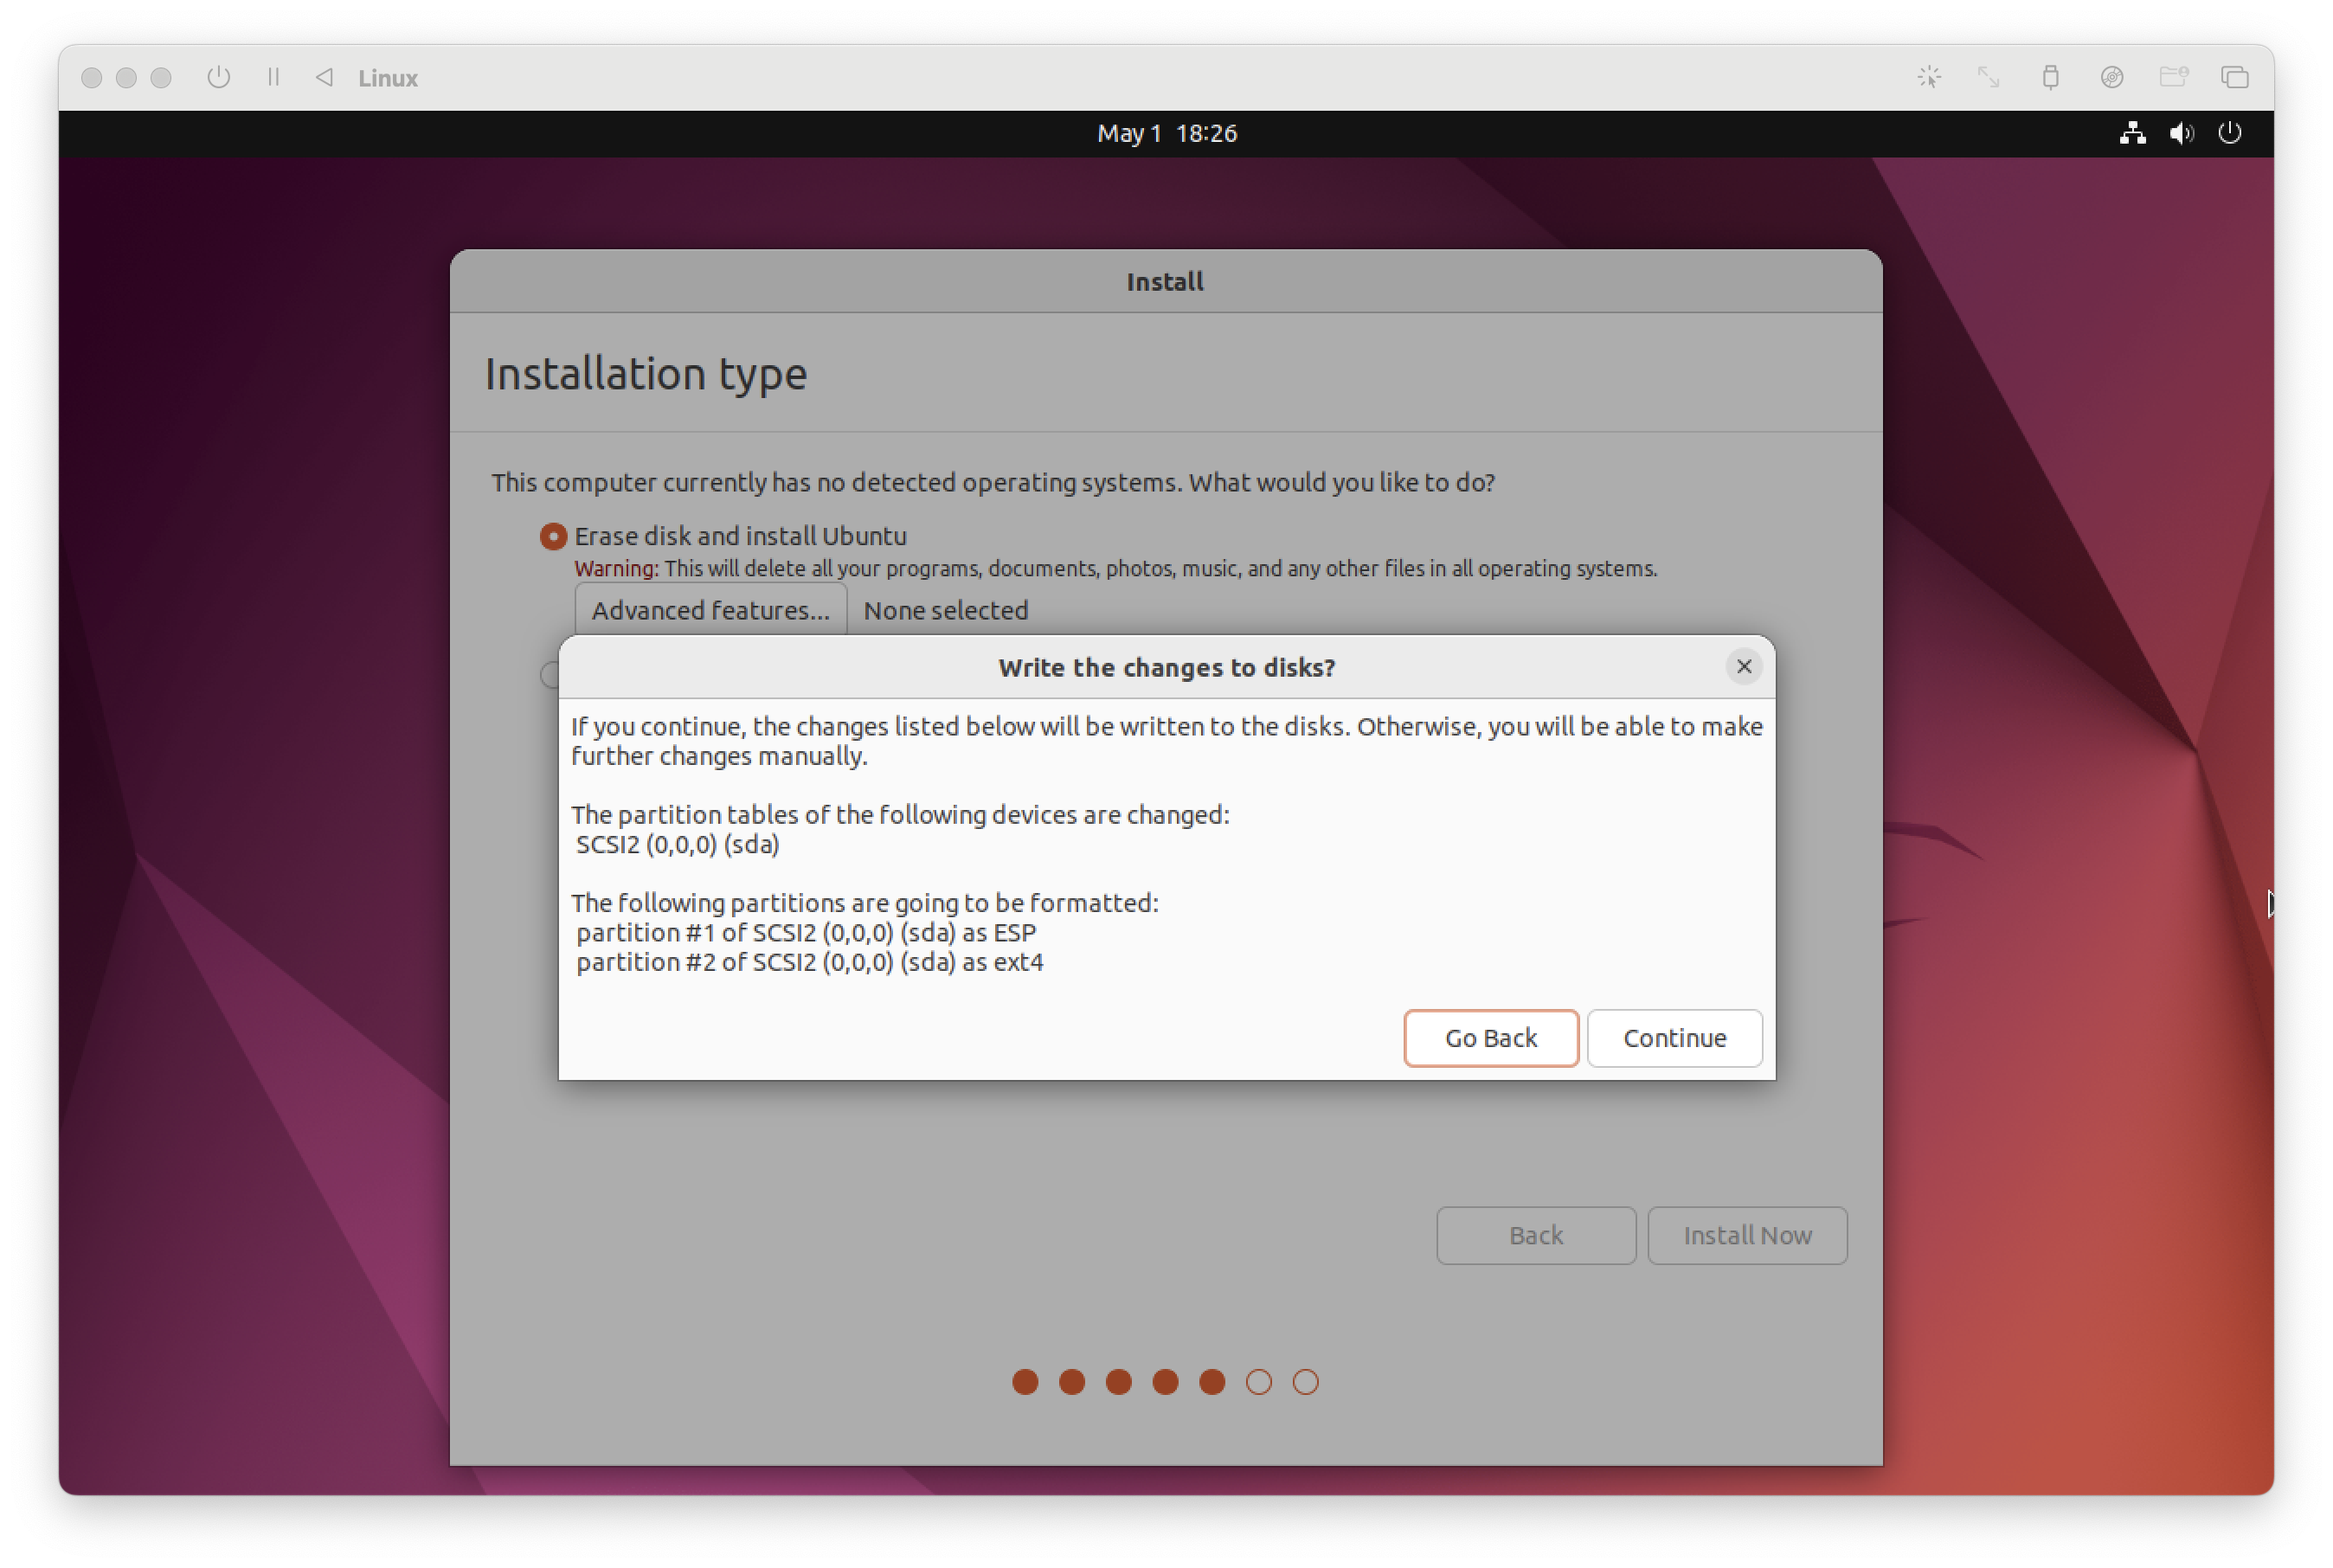 Linux
May 1 18:26
Install
Installation type
This computer currently has no detected operating systems. What would you like to do?
Erase disk and install Ubuntu
Warning: This will delete all your programs, documents, photos, music, and any other files in all operating systems.
Advanced features... None selected
Write the changes to disks?
If you continue, the changes listed below will be written to the disks. Otherwise, you will be able to make
further changes manually.
The partition tables of the following devices are changed:
SCSI2 (0,0,0) (sda)
The following partitions are going to be formatted:
partition #1 of SCSI2 (0,0,0) (sda) as ESP
partition #2 of SCSI2 (0,0,0) (sda) as ext4
Go Back Continue
Back Install Now